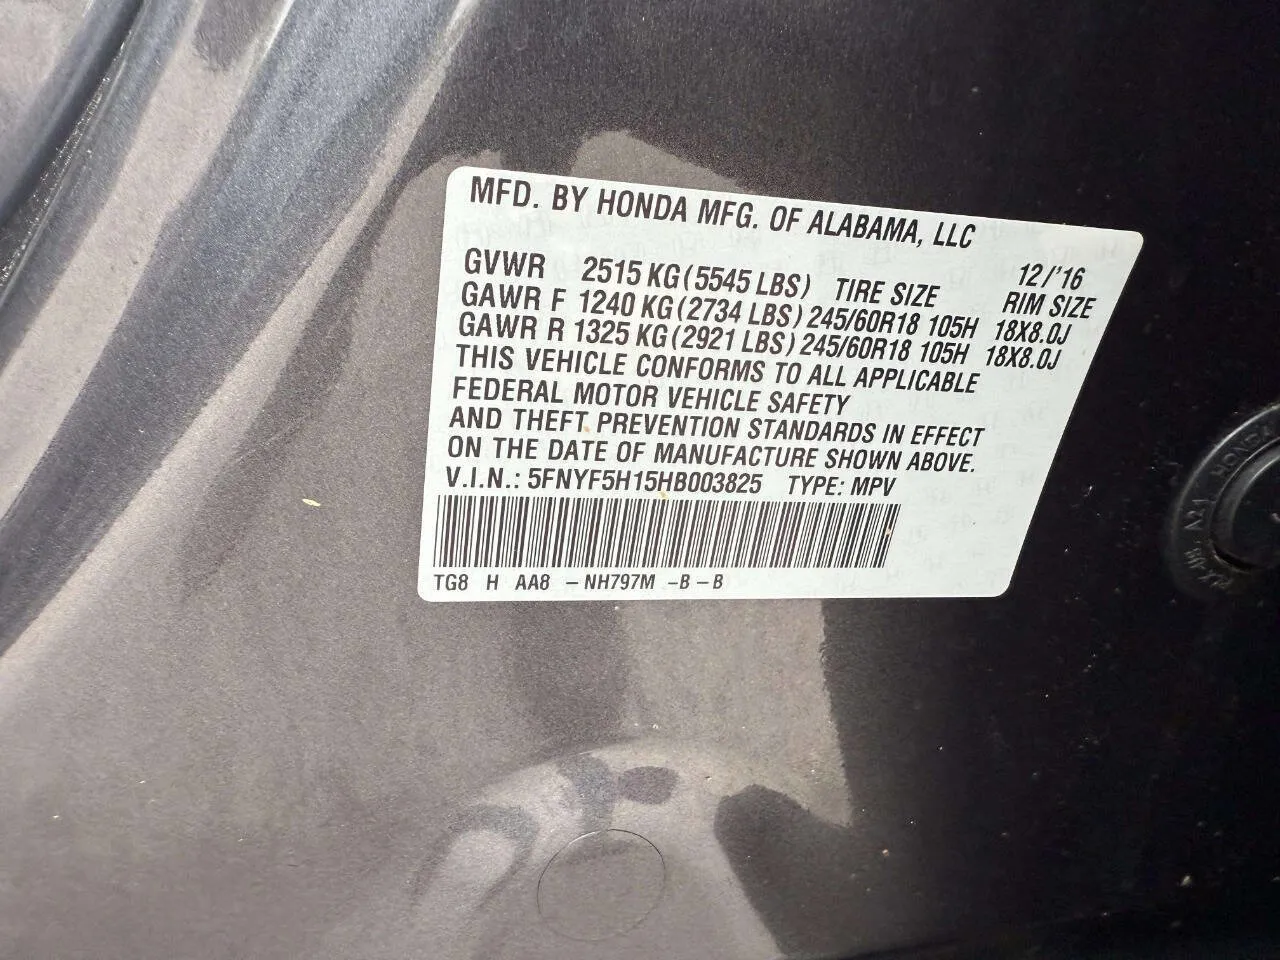 MFD. BY HONDA MFG. OF ALABAMA, LLC
12/'16
GVWR 2515 KG (5545 LBS) TIRE SIZE RIM SIZE
GAWR F 1240 KG (2734 LBS) 245/60R18 105H 18X8.0J
GAWR R 1325 KG (2921 LBS) 245/60R18 105H 18X8.0J
THIS VEHICLE CONFORMS TO ALL APPLICABLE
FEDERAL MOTOR VEHICLE SAFETY
AND THEFT PREVENTION STANDARDS IN EFFECT
ON THE DATE OF MANUFACTURE SHOWN ABOVE.
V.I.N.: 5FNYF5H15HB003825 TYPE: MPV
TG8 H AA8 -NH797M -B-B
HONDA